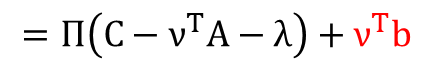 = Π(C − νᵀA − λ) + νᵀb